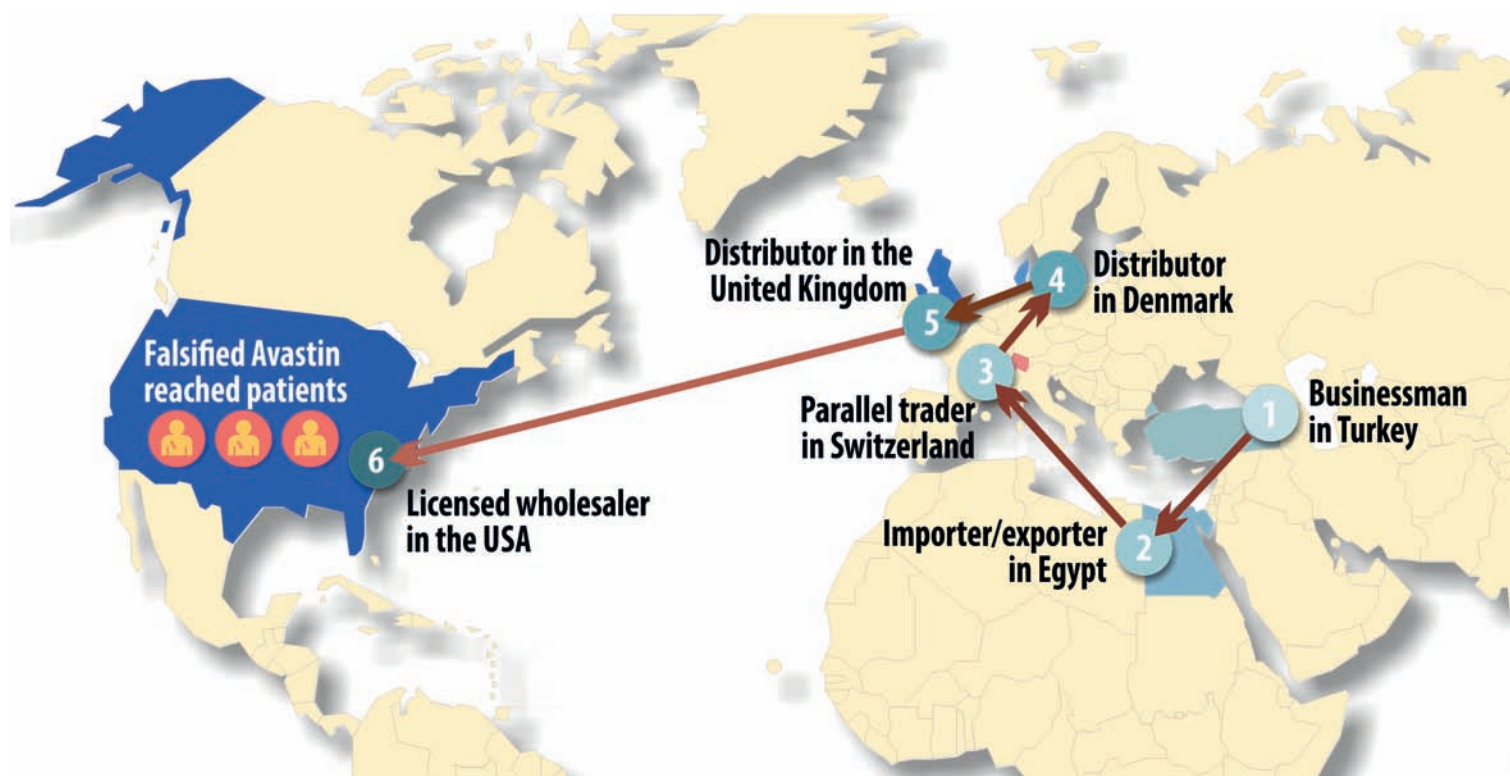 Falsified Avastin
reached patients
6
Licensed wholesaler
in the USA
Distributor in the
United Kingdom
5
4
Distributor
in Denmark
3
Parallel trader
in Switzerland
1
Businessman
in Turkey
2
Importer/exporter
in Egypt